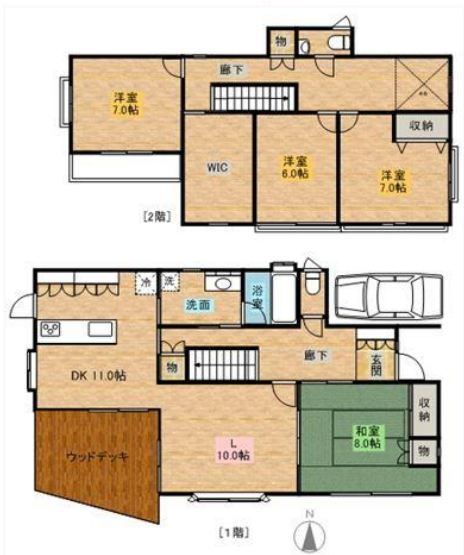 物
廊下
洋室
7.0帖
収納
WIC
洋室
6.0帖
洋室
7.0帖
[2階]
冷
洗
洗面
浴室
物
廊下
玄関
DK 11.0帖
収納
和室
8.0帖
物
L
10.0帖
ウッドデッキ
[1階]
N